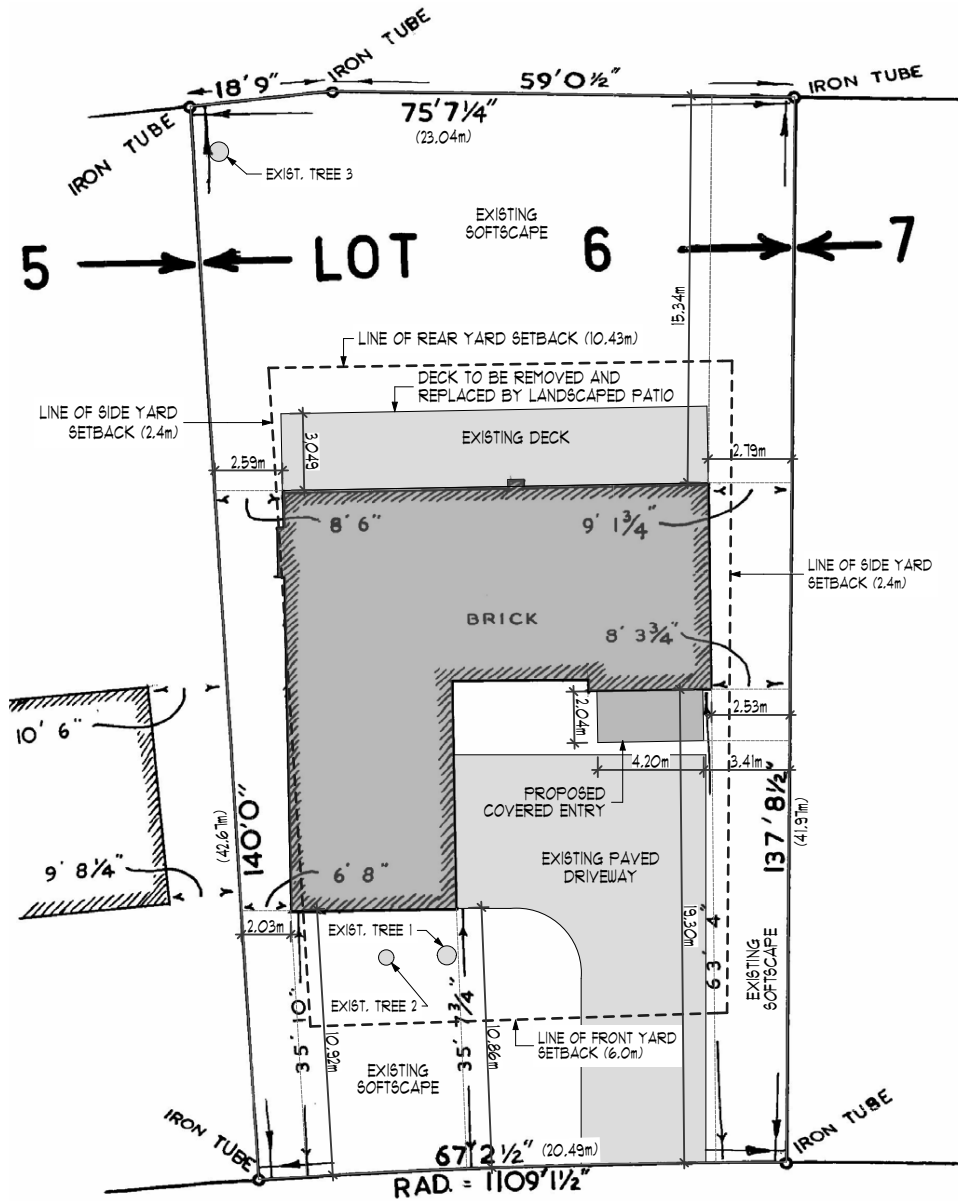 18'9"
IRON TUBE
59'0½"
IRON TUBE
75'7¼"
(23.04m)
IRON TUBE
EXIST. TREE 3
EXISTING
SOFTSCAPE
5
LOT
6
7
15.34m
LINE OF REAR YARD SETBACK (10.43m)
DECK TO BE REMOVED AND
REPLACED BY LANDSCAPED PATIO
LINE OF SIDE YARD
SETBACK (2.4m)
EXISTING DECK
3.049
2.59m
2.79m
8' 6"
9' 1¾"
LINE OF SIDE YARD
SETBACK (2.4m)
BRICK
8' 3¾"
10' 6"
2.04m
2.53m
4.20m
3.41m
PROPOSED
COVERED ENTRY
140'0"
(42.67m)
137'8½"
(41.97m)
9' 8¼"
6' 8"
EXISTING PAVED
DRIVEWAY
2.03m
EXIST. TREE 1
EXIST. TREE 2
19.30m
63' 4
EXISTING
SOFTSCAPE
35' 10"
10.92m
35' 7¾"
10.86m
LINE OF FRONT YARD
SETBACK (6.0m)
EXISTING
SOFTSCAPE
IRON TUBE
IRON TUBE
67'2½" (20.49m)
RAD. = 1109'1½"